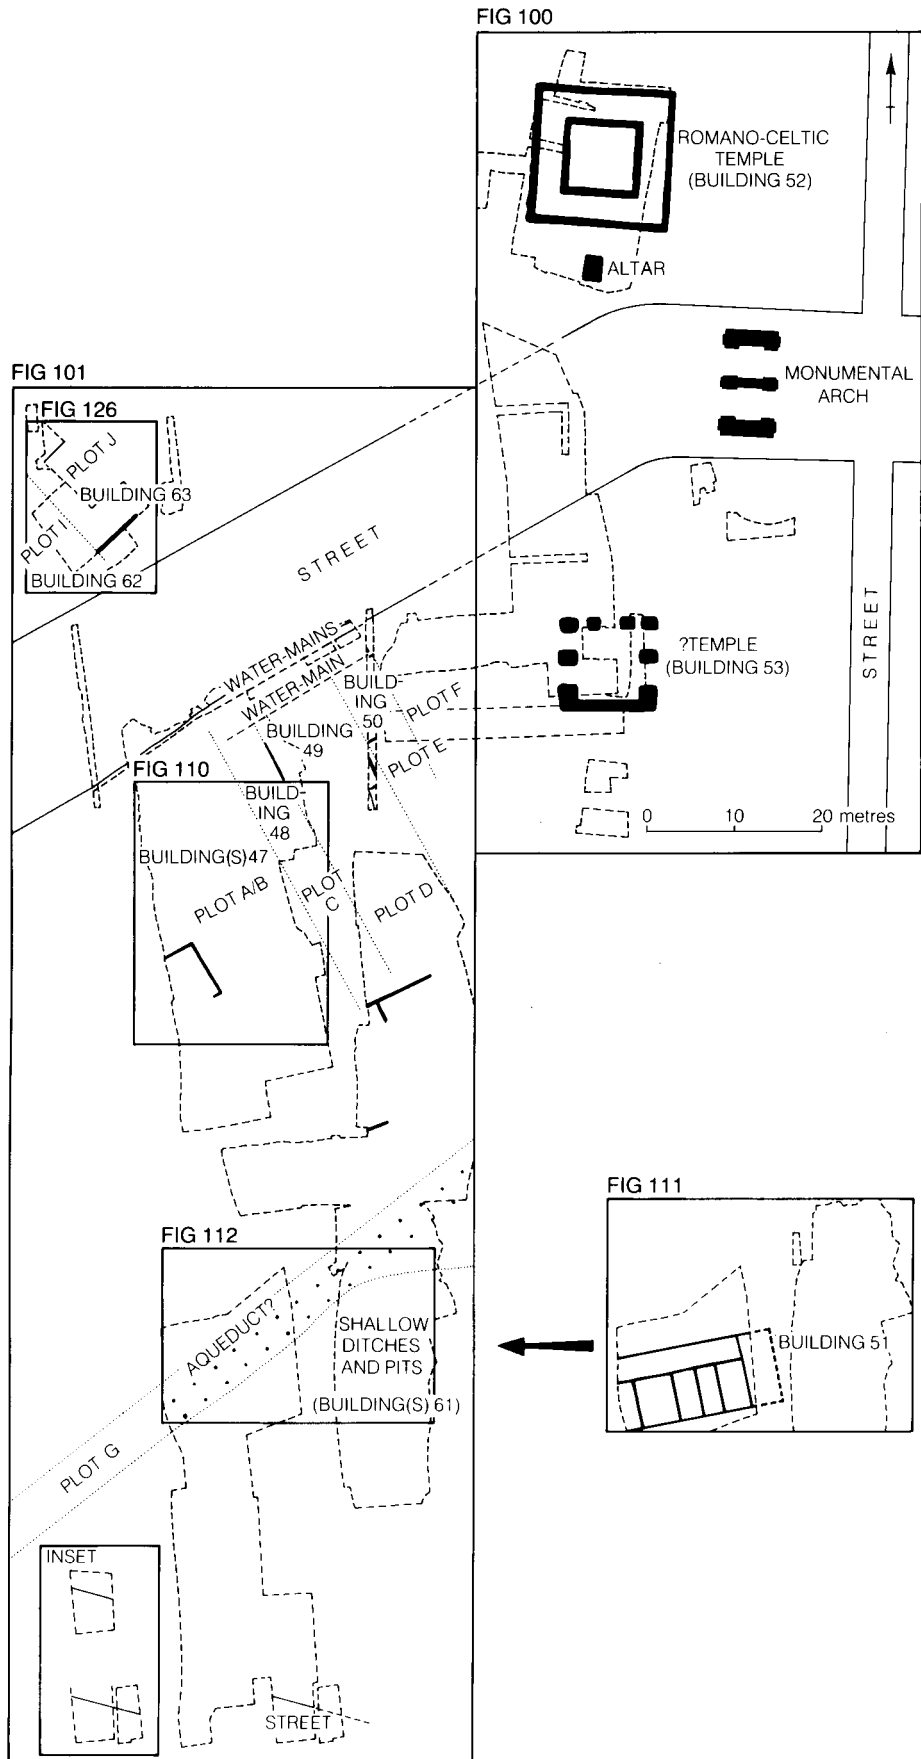 FIG 100
ROMANO-CELTIC
TEMPLE
(BUILDING 52)
ALTAR
MONUMENTAL
ARCH
FIG 101
FIG 126
PLOT J
BUILDING 63
PLOT I
BUILDING 62
STREET
WATER-MAINS
WATER-MAIN
BUILD-
ING
50
PLOT F
BUILDING
49
PLOT E
?TEMPLE
(BUILDING 53)
STREET
0 10 20 metres
FIG 110
BUILD-
ING
48
BUILDING(S)47
PLOT A/B
PLOT
C
PLOT D
FIG 111
BUILDING 51
FIG 112
AQUEDUCT?
SHALLOW
DITCHES
AND PITS
(BUILDING(S) 61)
PLOT G
INSET
STREET